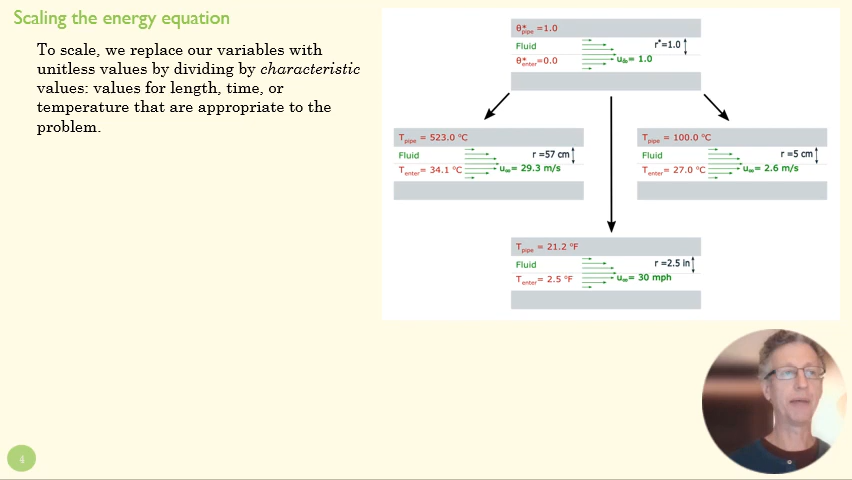 Scaling the energy equation
To scale, we replace our variables with
unitless values by dividing by characteristic
values: values for length, time, or
temperature that are appropriate to the
problem.
θ*pipe = 1.0
Fluid
r*=1.0
θ*enter=0.0
u∞= 1.0
Tpipe = 523.0 °C
Fluid
r =57 cm
Tenter= 34.1 °C
u∞= 29.3 m/s
Tpipe = 100.0 °C
Fluid
r =5 cm
Tenter= 27.0 °C
u∞= 2.6 m/s
Tpipe = 21.2 °F
Fluid
r =2.5 in
Tenter= 2.5 °F
u∞= 30 mph
4